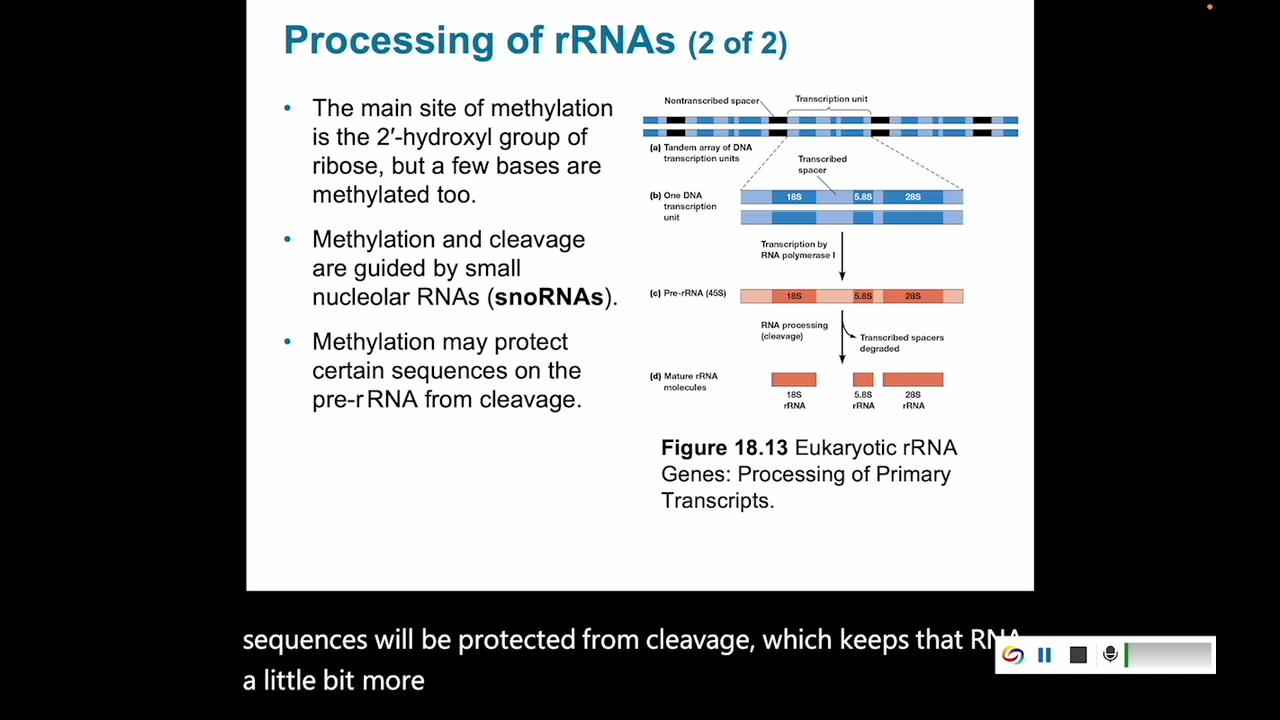 Processing of rRNAs (2 of 2)
• The main site of methylation
is the 2′-hydroxyl group of
ribose, but a few bases are
methylated too.
• Methylation and cleavage
are guided by small
nucleolar RNAs (snoRNAs).
• Methylation may protect
certain sequences on the
pre-rRNA from cleavage.
Nontranscribed spacer
Transcription unit
(a) Tandem array of DNA
transcription units
Transcribed
spacer
(b) One DNA
transcription
unit
18S 5.8S 28S
Transcription by
RNA polymerase I
(c) Pre-rRNA (45S)
18S 5.8S 28S
RNA processing
(cleavage)
Transcribed spacers
degraded
(d) Mature rRNA
molecules
18S
rRNA
5.8S
rRNA
28S
rRNA
Figure 18.13 Eukaryotic rRNA
Genes: Processing of Primary
Transcripts.
sequences will be protected from cleavage, which keeps that RNA
a little bit more